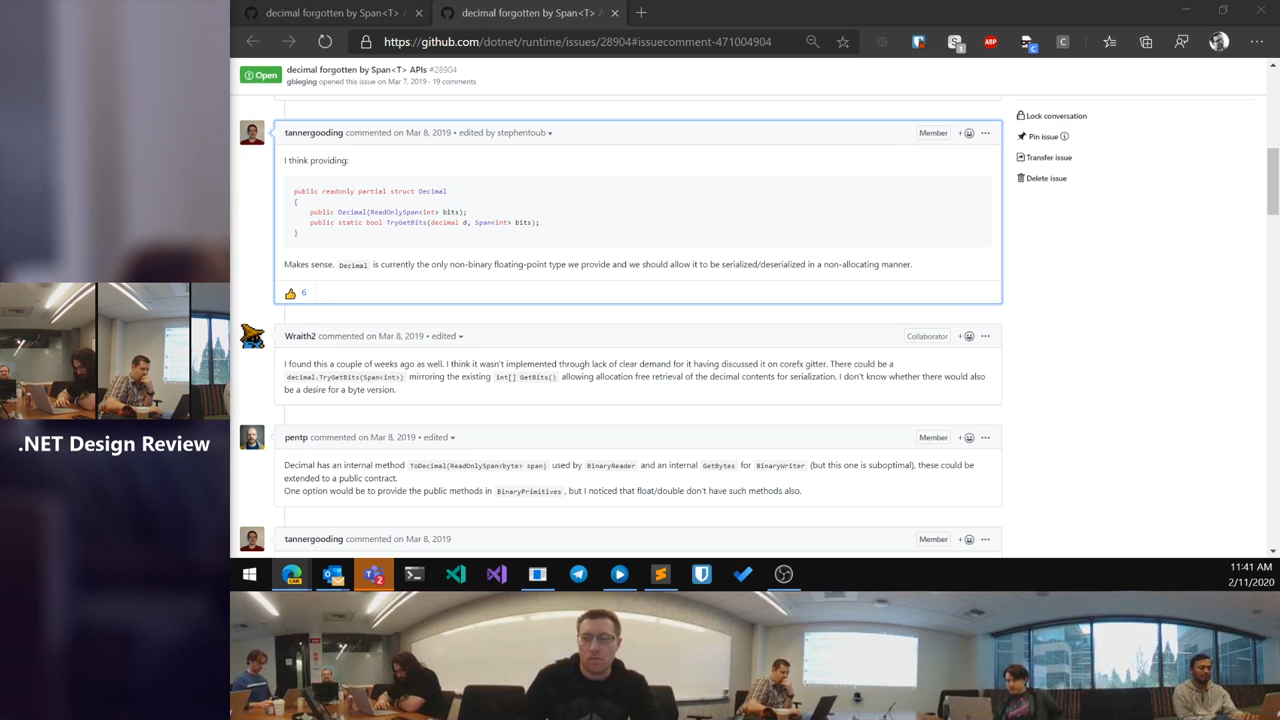 decimal forgotten by Span<T> A
decimal forgotten by Span<T> A
https://github.com/dotnet/runtime/issues/28904#issuecomment-471004904
Open
decimal forgotten by Span<T> APIs #28904
gbieging opened this issue on Mar 7, 2019 · 19 comments
Lock conversation
Pin issue
Transfer issue
Delete issue
tannergooding commented on Mar 8, 2019 • edited by stephentoub
Member
I think providing:
public readonly partial struct Decimal
{
public Decimal(ReadOnlySpan<int> bits);
public static bool TryGetBits(decimal d, Span<int> bits);
}
Makes sense. Decimal is currently the only non-binary floating-point type we provide and we should allow it to be serialized/deserialized in a non-allocating manner.
6
Wraith2 commented on Mar 8, 2019 • edited
Collaborator
I found this a couple of weeks ago as well. I think it wasn't implemented through lack of clear demand for it having discussed it on corefx gitter. There could be a
decimal.TryGetBits(Span<int>) mirroring the existing int[] GetBits() allowing allocation free retrieval of the decimal contents for serialization. I don't know whether there would also
be a desire for a byte version.
pentp commented on Mar 8, 2019 • edited
Member
Decimal has an internal method ToDecimal(ReadOnlySpan<byte> span) used by BinaryReader and an internal GetBytes for BinaryWriter (but this one is suboptimal), these could be
extended to a public contract.
One option would be to provide the public methods in BinaryPrimitives, but I noticed that float/double don't have such methods also.
tannergooding commented on Mar 8, 2019
Member
.NET Design Review
11:41 AM
2/11/2020